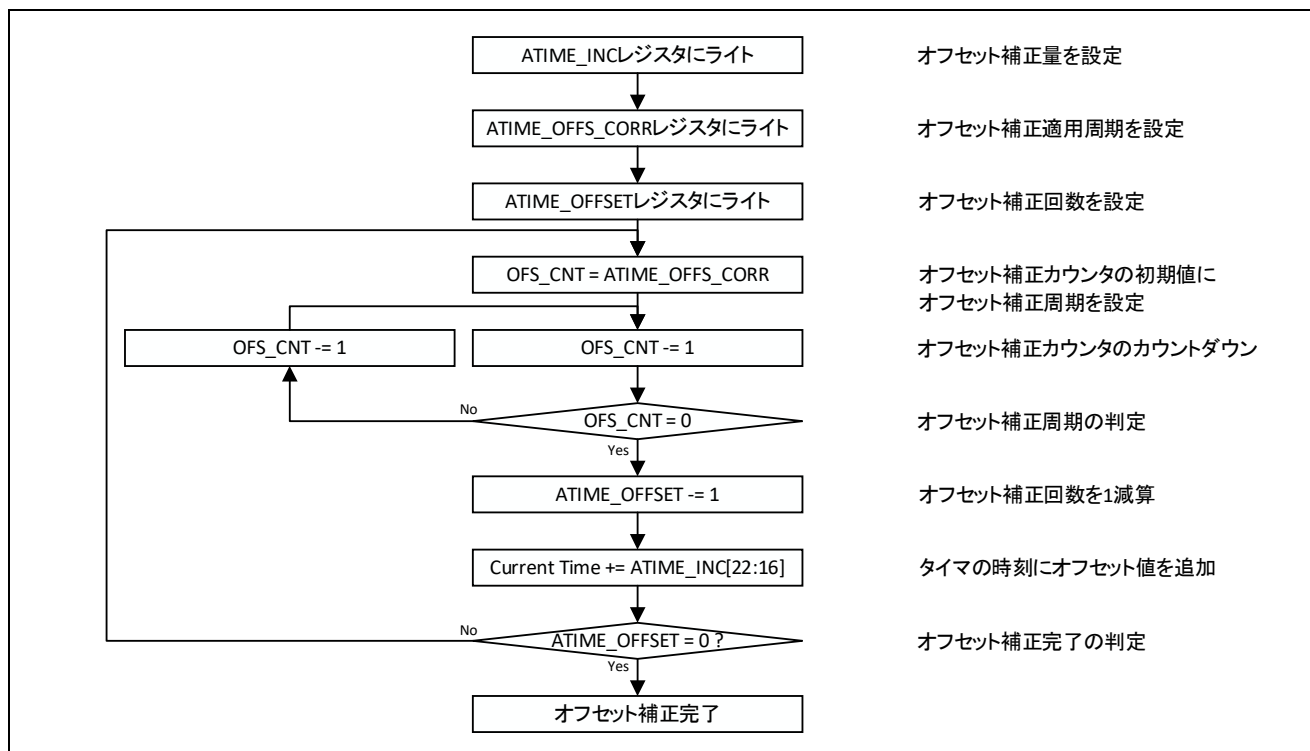 ATIME_INCレジスタにライト
オフセット補正量を設定
ATIME_OFFS_CORRレジスタにライト
オフセット補正適用周期を設定
ATIME_OFFSETレジスタにライト
オフセット補正回数を設定
OFS_CNT = ATIME_OFFS_CORR
オフセット補正カウンタの初期値に
オフセット補正周期を設定
OFS_CNT -= 1
OFS_CNT -= 1
オフセット補正カウンタのカウントダウン
No
OFS_CNT = 0
オフセット補正周期の判定
Yes
ATIME_OFFSET -= 1
オフセット補正回数を1減算
Current Time += ATIME_INC[22:16]
タイマの時刻にオフセット値を追加
No
ATIME_OFFSET = 0 ?
オフセット補正完了の判定
Yes
オフセット補正完了